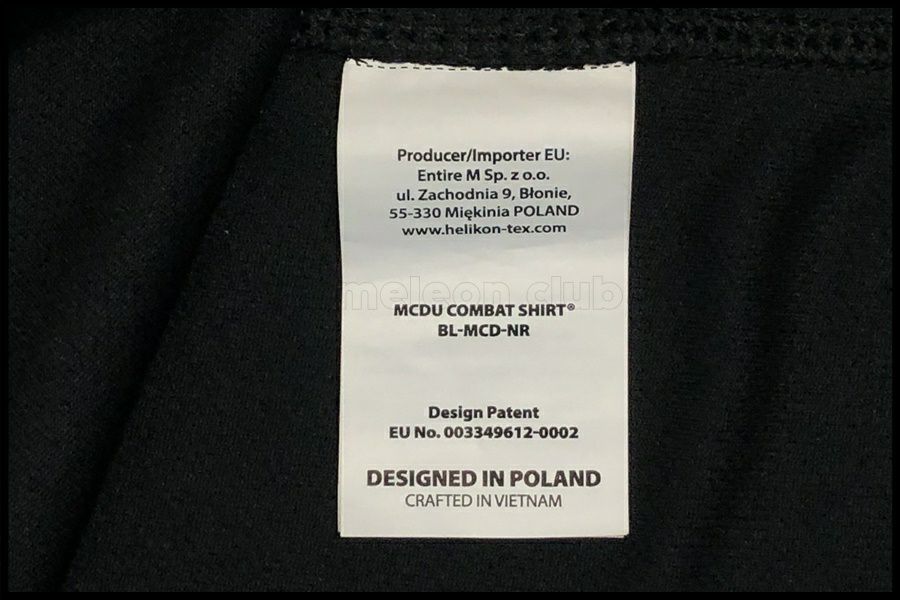 Producer/Importer EU:
Entire M Sp. z o.o.
ul. Zachodnia 9, Błonie,
55-330 Miękinia POLAND
www.helikon-tex.com
meleon club
MCDU COMBAT SHIRT®
BL-MCD-NR
Design Patent
EU No. 003349612-0002
DESIGNED IN POLAND
CRAFTED IN VIETNAM